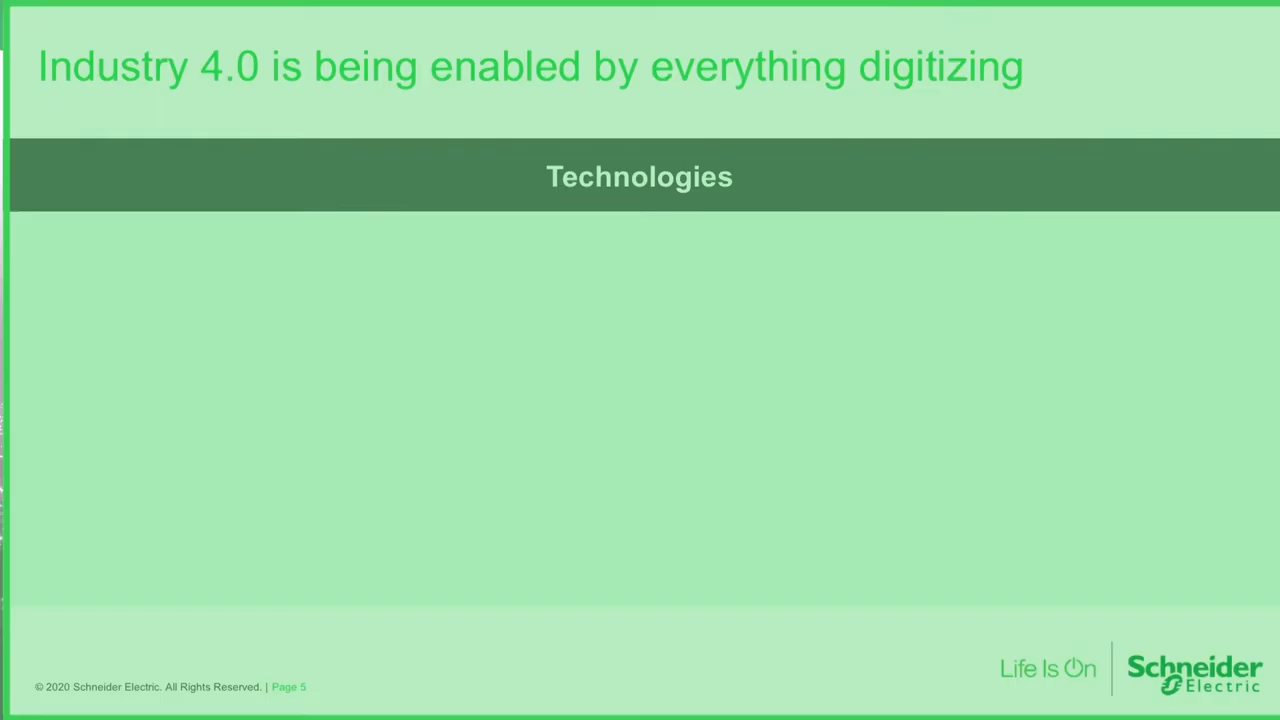 Industry 4.0 is being enabled by everything digitizing
Technologies
Life Is On
Schneider
Electric
© 2020 Schneider Electric. All Rights Reserved. | Page 5